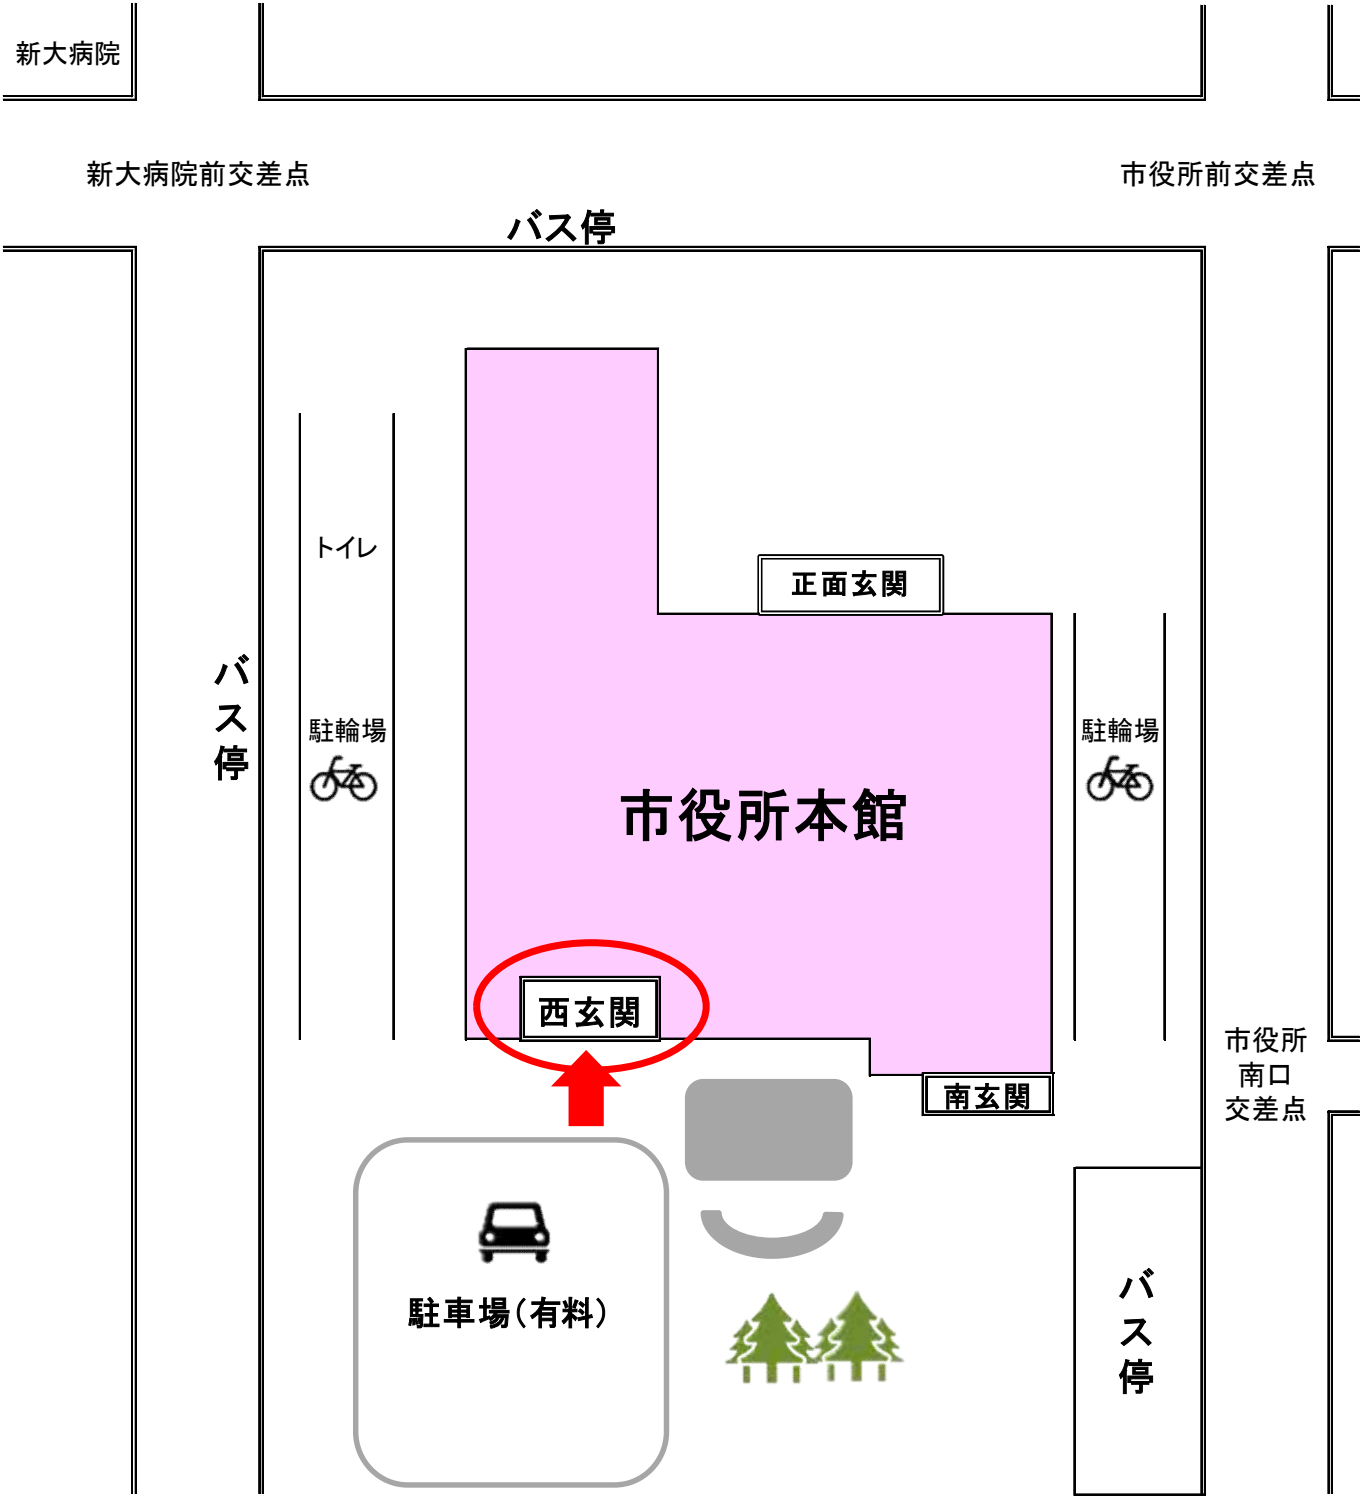 新大病院
新大病院前交差点
市役所前交差点
バス停
トイレ
正面玄関
バス停
駐輪場
駐輪場
市役所本館
西玄関
市役所
南口
交差点
南玄関
駐車場（有料）
バス停